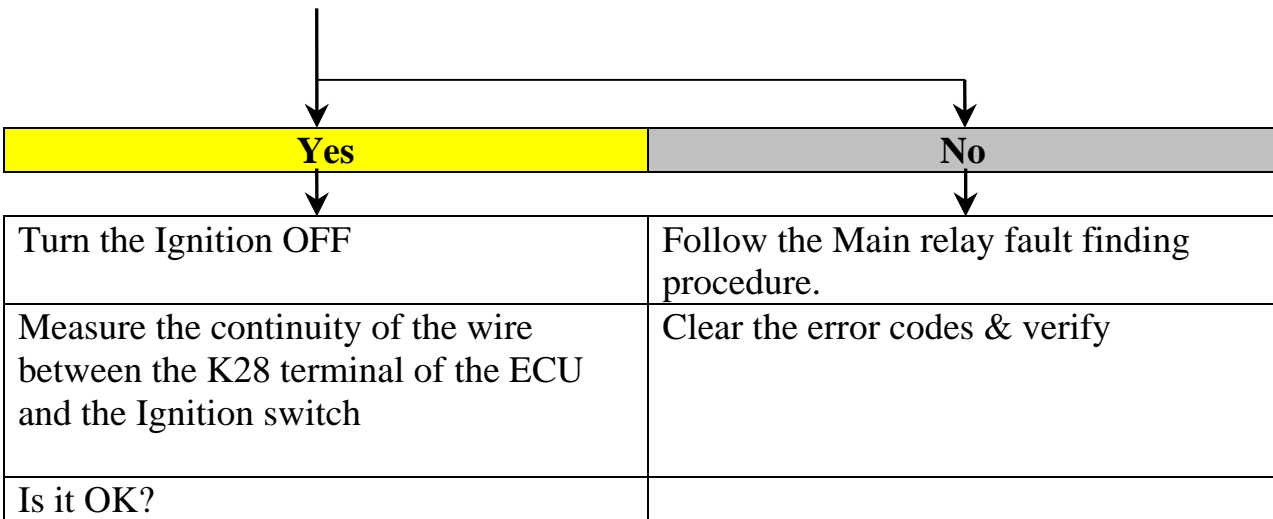 Yes
No
Turn the Ignition OFF
Follow the Main relay fault finding
procedure.
Measure the continuity of the wire
between the K28 terminal of the ECU
and the Ignition switch
Clear the error codes & verify
Is it OK?